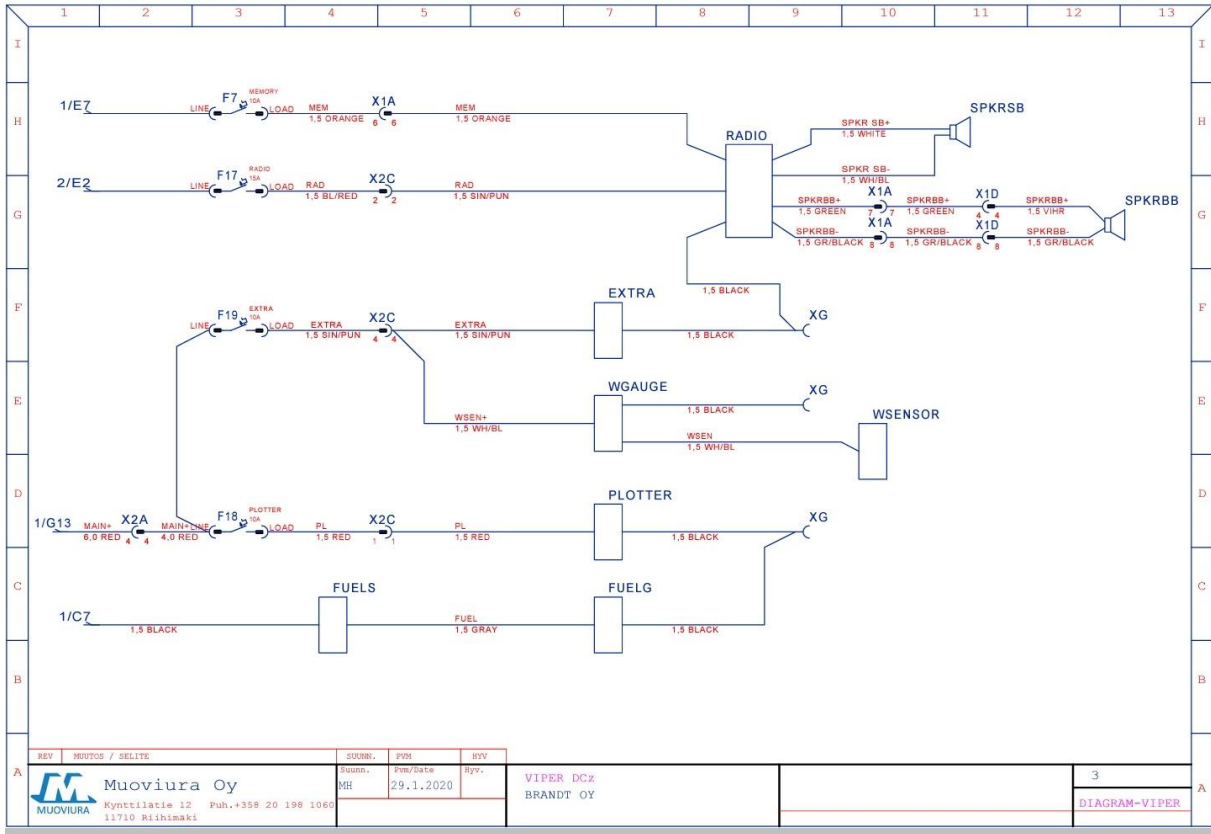 1 2 3 4 5 6 7 8 9 10 11 12 13
I I
H H
G G
F F
E E
D D
C C
B B
A A
1/E7 LINE F7 MEMORY 10A LOAD MEM 1,5 ORANGE X1A 6 6 MEM 1,5 ORANGE
RADIO
SPKR SB+ 1,5 WHITE SPKRSB
SPKR SB- 1,5 WH/BL
2/E2 LINE F17 RADIO 15A LOAD RAD 1,5 BL/RED X2C 2 2 RAD 1,5 SIN/PUN
SPKRBB+ 1,5 GREEN X1A 7 7 SPKRBB+ 1,5 GREEN X1D 4 4 SPKRBB+ 1,5 VIHR SPKRBB
SPKRBB- 1,5 GR/BLACK X1A 8 8 SPKRBB- 1,5 GR/BLACK X1D 8 8 SPKRBB- 1,5 GR/BLACK
1,5 BLACK
LINE F19 EXTRA 10A LOAD EXTRA 1,5 SIN/PUN X2C 4 4 EXTRA 1,5 SIN/PUN EXTRA 1,5 BLACK XG
WSEN+ 1,5 WH/BL WGAUGE 1,5 BLACK XG
WSEN 1,5 WH/BL WSENSOR
1/G13 MAIN+ 6,0 RED X2A 4 4 MAIN+ 4,0 RED LINE F18 PLOTTER 10A LOAD PL 1,5 RED X2C 1 1 PL 1,5 RED PLOTTER 1,5 BLACK XG
1/C7 1,5 BLACK FUELS FUEL 1,5 GRAY FUELG 1,5 BLACK
REV MUUTOS / SELITE SUUNN. PVM HYV
MUOVIURA
Muoviura Oy
Kynttilätie 12 Puh.+358 20 198 1060
11710 Riihimäki
Suunn. Pvm/Date Hyv.
MH 29.1.2020
VIPER DCz
BRANDT OY
3
DIAGRAM-VIPER